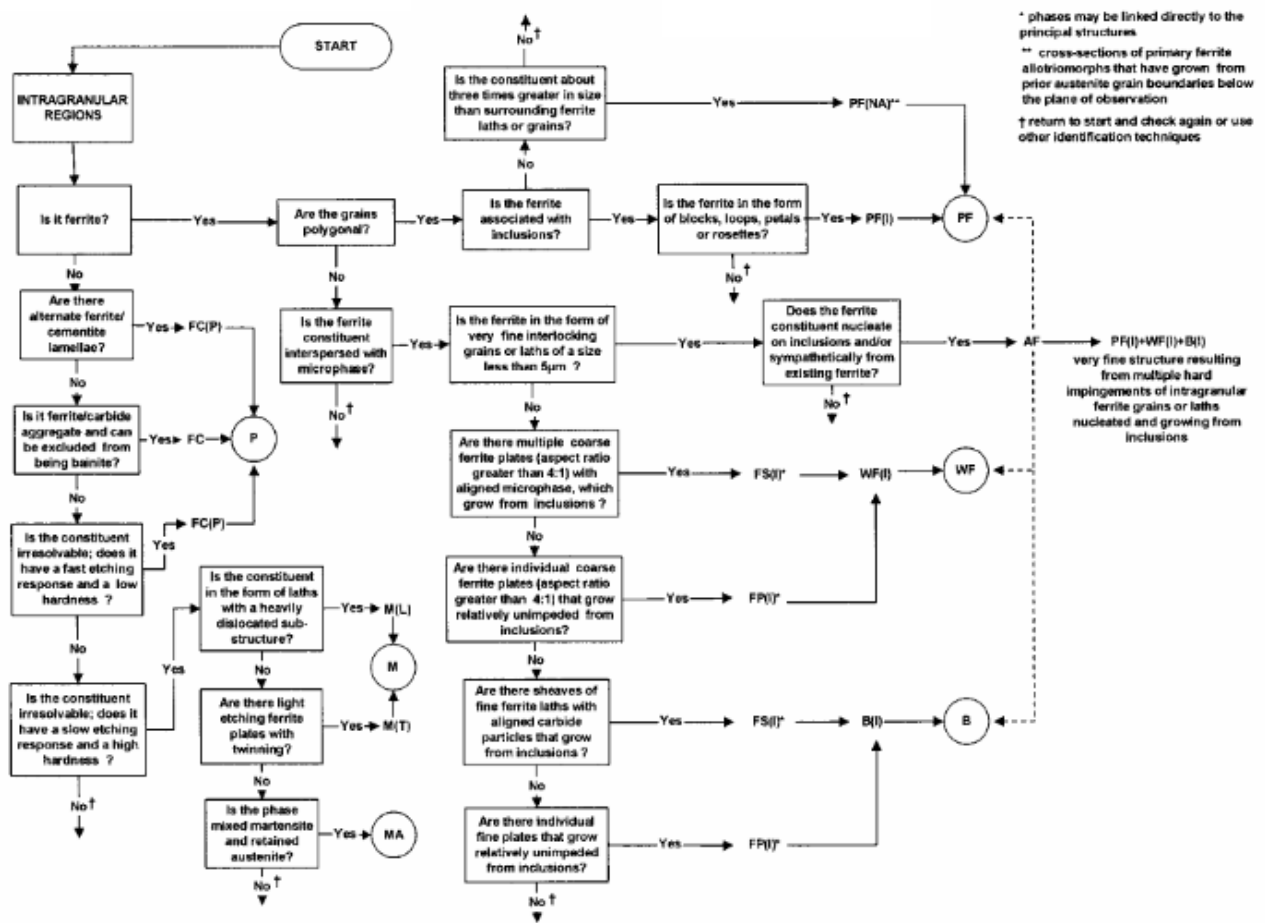 START
No †
* phases may be linked directly to the
principal structures
** cross-sections of primary ferrite
allotriomorphs that have grown from
prior austenite grain boundaries below
the plane of observation
† return to start and check again or use
other identification techniques
INTRAGRANULAR
REGIONS
Is the constituent about
three times greater in size
than surrounding ferrite
laths or grains?
Yes
PF(NA)**
No
Is it ferrite?
Yes
Are the grains
polygonal?
Yes
Is the ferrite
associated with
inclusions?
Yes
Is the ferrite in the form
of blocks, loops, petals
or rosettes?
Yes
PF(I)
PF
No
No
No †
Are there
alternate ferrite/
cementite
lamellae?
Yes
FC(P)
Is the ferrite
constituent
interspersed with
microphase?
Yes
Is the ferrite in the form of
very fine interlocking
grains or laths of a size
less than 5µm ?
Yes
Does the ferrite
constituent nucleate
on inclusions and/or
sympathetically from
existing ferrite?
Yes
AF
PF(I)+WF(I)+B(I)
very fine structure resulting
from multiple hard
impingements of intragranular
ferrite grains or laths
nucleated and growing from
inclusions
No
No †
No
No †
Is it ferrite/carbide
aggregate and can
be excluded from
being bainite?
Yes
FC
P
Are there multiple coarse
ferrite plates (aspect ratio
greater than 4:1) with
aligned microphase, which
grow from inclusions
?
Yes
FS(I)*
WF(I)
WF
No
No
Is the constituent
irresolvable; does it
have a fast etching
response and a low
hardness ?
Yes
FC(P)
Is the constituent
in the form of laths
with a heavily
dislocated sub-
structure?
Yes
M(L)
Are there individual coarse
ferrite plates (aspect ratio
greater than 4:1) that grow
relatively unimpeded from
inclusions?
Yes
FP(I)*
No
Yes
No
M
No
Is the constituent
irresolvable; does it
have a slow etching
response and a high
hardness ?
Are there light
etching ferrite
plates with
twinning?
Yes
M(T)
Are there sheaves of
fine ferrite laths with
aligned carbide
particles that grow
from inclusions ?
Yes
FS(I)*
B(I)
B
No †
No
No
Is the phase
mixed martensite
and retained
austenite?
Yes
MA
Are there individual
fine plates that grow
relatively unimpeded
from inclusions?
Yes
FP(I)*
No †
No †